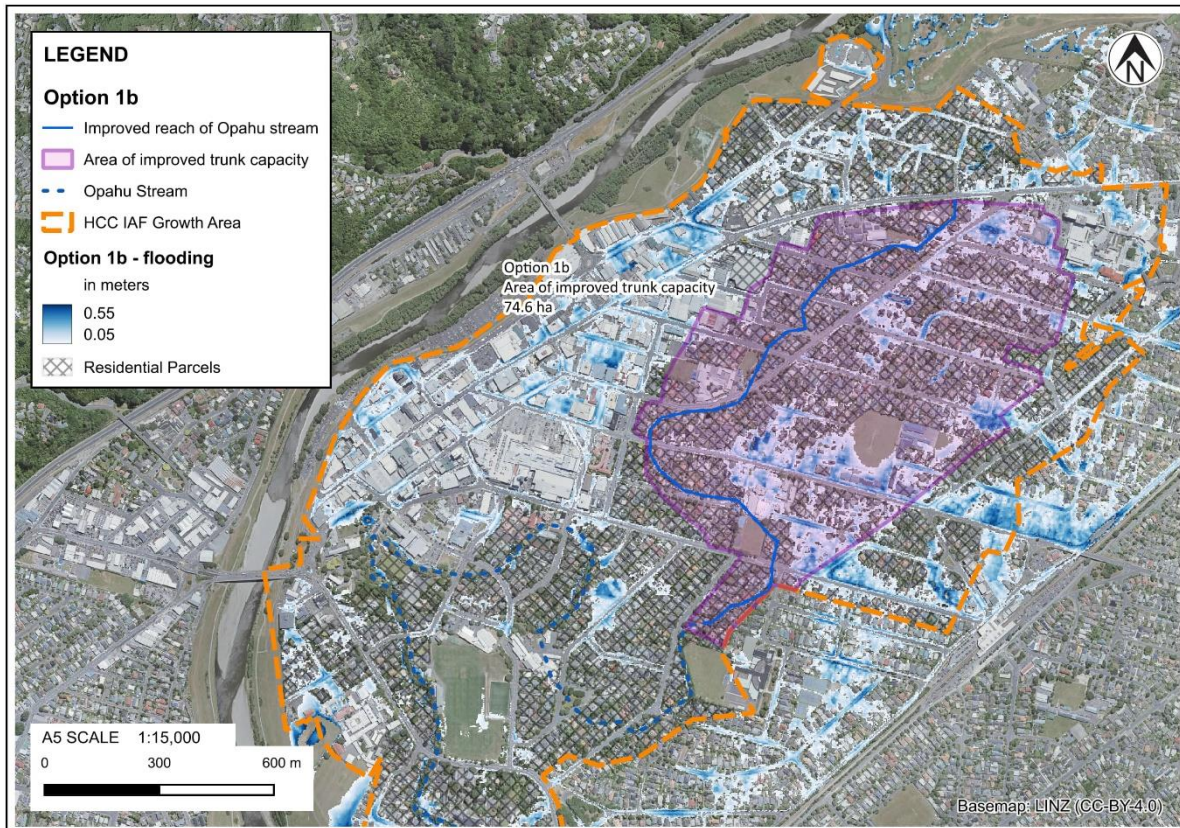 LEGEND
Option 1b
Improved reach of Opahu stream
Area of improved trunk capacity
Opahu Stream
HCC IAF Growth Area
Option 1b - flooding
in meters
0.55
0.05
Residential Parcels
N
Option 1b
Area of improved trunk capacity
74.6 ha
A5 SCALE 1:15,000
0 300 600 m
Basemap: LINZ (CC-BY-4.0)